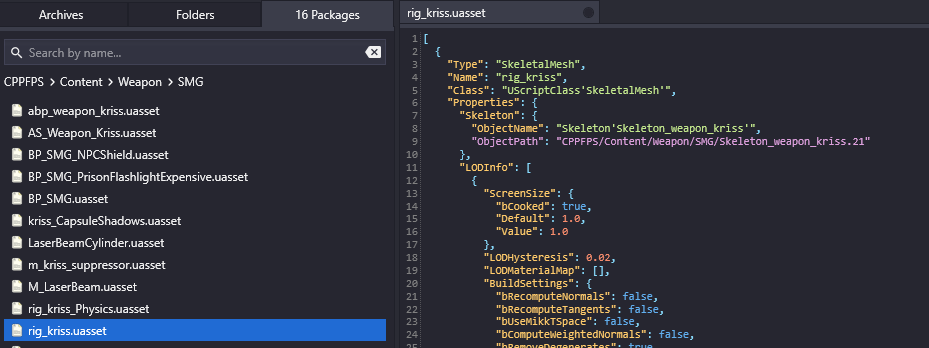 Archives
Folders
16 Packages
Search by name...
CPPFPS > Content > Weapon > SMG
abp_weapon_kriss.uasset
AS_Weapon_Kriss.uasset
BP_SMG_NPCShield.uasset
BP_SMG_PrisonFlashlightExpensive.uasset
BP_SMG.uasset
kriss_CapsuleShadows.uasset
LaserBeamCylinder.uasset
m_kriss_suppressor.uasset
M_LaserBeam.uasset
rig_kriss_Physics.uasset
rig_kriss.uasset
rig_kriss.uasset
1 [
2 {
3 "Type": "SkeletalMesh",
4 "Name": "rig_kriss",
5 "Class": "UScriptClass'SkeletalMesh'",
6 "Properties": {
7 "Skeleton": {
8 "ObjectName": "Skeleton'Skeleton_weapon_kriss'",
9 "ObjectPath": "CPPFPS/Content/Weapon/SMG/Skeleton_weapon_kriss.21"
10 },
11 "LODInfo": [
12 {
13 "ScreenSize": {
14 "bCooked": true,
15 "Default": 1.0,
16 "Value": 1.0
17 },
18 "LODHysteresis": 0.02,
19 "LODMaterialMap": [],
20 "BuildSettings": {
21 "bRecomputeNormals": false,
22 "bRecomputeTangents": false,
23 "bUseMikkTSpace": false,
24 "bComputeWeightedNormals": false,
25 "bRemoveDegenerates": true,